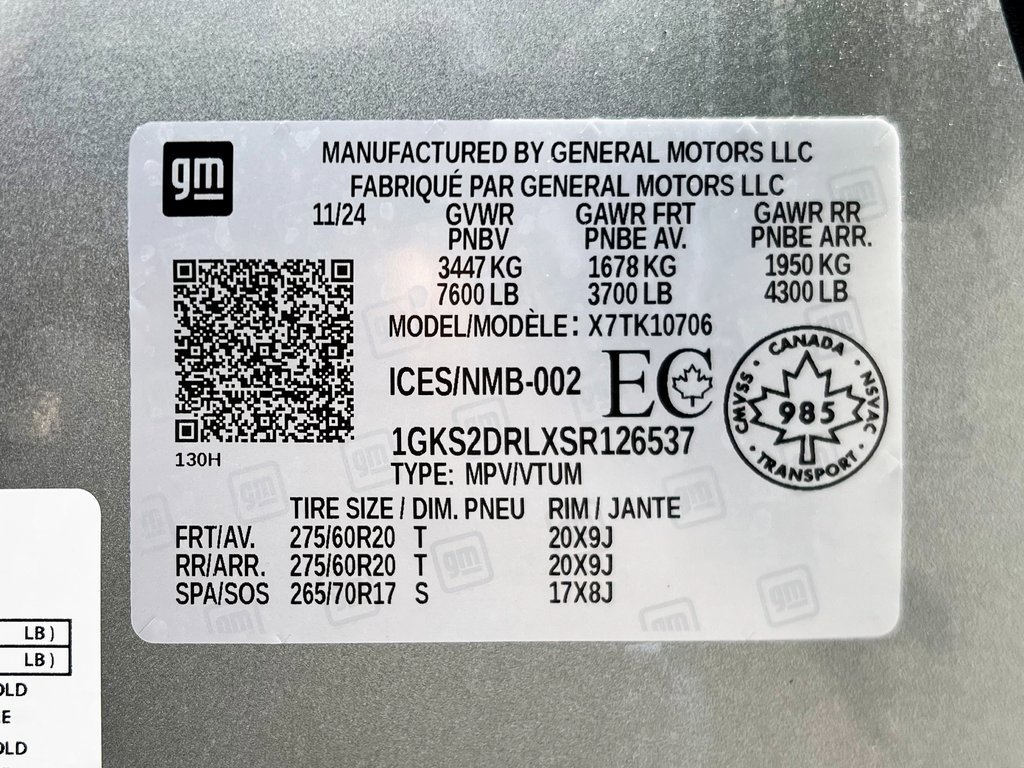 gm
MANUFACTURED BY GENERAL MOTORS LLC
FABRIQUÉ PAR GENERAL MOTORS LLC
11/24 GVWR GAWR FRT GAWR RR
PNBV PNBE AV. PNBE ARR.
3447 KG 1678 KG 1950 KG
7600 LB 3700 LB 4300 LB
MODEL/MODÈLE: X7TK10706
ICES/NMB-002 EC
CANADA
CMVSS • NSVAC
985
TRANSPORT
1GKS2DRLXSR126537
130H
TYPE: MPV/VTUM
TIRE SIZE / DIM. PNEU RIM / JANTE
FRT/AV. 275/60R20 T 20X9J
RR/ARR. 275/60R20 T 20X9J
SPA/SOS 265/70R17 S 17X8J
LB )
LB )
OLD
E
OLD